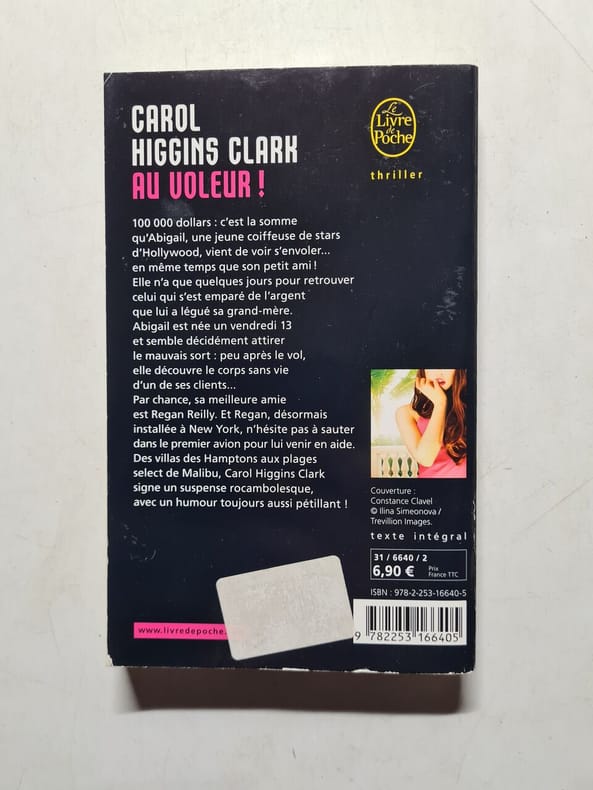 CAROL
HIGGINS CLARK
AU VOLEUR !
Le
Livre
de
Poche
thriller
100 000 dollars : c'est la somme
qu'Abigail, une jeune coiffeuse de stars
d'Hollywood, vient de voir s'envoler...
en même temps que son petit ami !
Elle n'a que quelques jours pour retrouver
celui qui s'est emparé de l'argent
que lui a légué sa grand-mère.
Abigail est née un vendredi 13
et semble décidément attirer
le mauvais sort : peu après le vol,
elle découvre le corps sans vie
d'un de ses clients...
Par chance, sa meilleure amie
est Regan Reilly. Et Regan, désormais
installée à New York, n'hésite pas à sauter
dans le premier avion pour lui venir en aide.
Des villas des Hamptons aux plages
select de Malibu, Carol Higgins Clark
signe un suspense rocambolesque,
avec un humour toujours aussi pétillant !
Couverture :
Constance Clavel
© Ilina Simeonova /
Trevillion Images.
texte intégral
31 / 6640 / 2
6,90 € Prix
France TTC
ISBN : 978-2-253-16640-5
9 782253 166405
www.livredepoche.